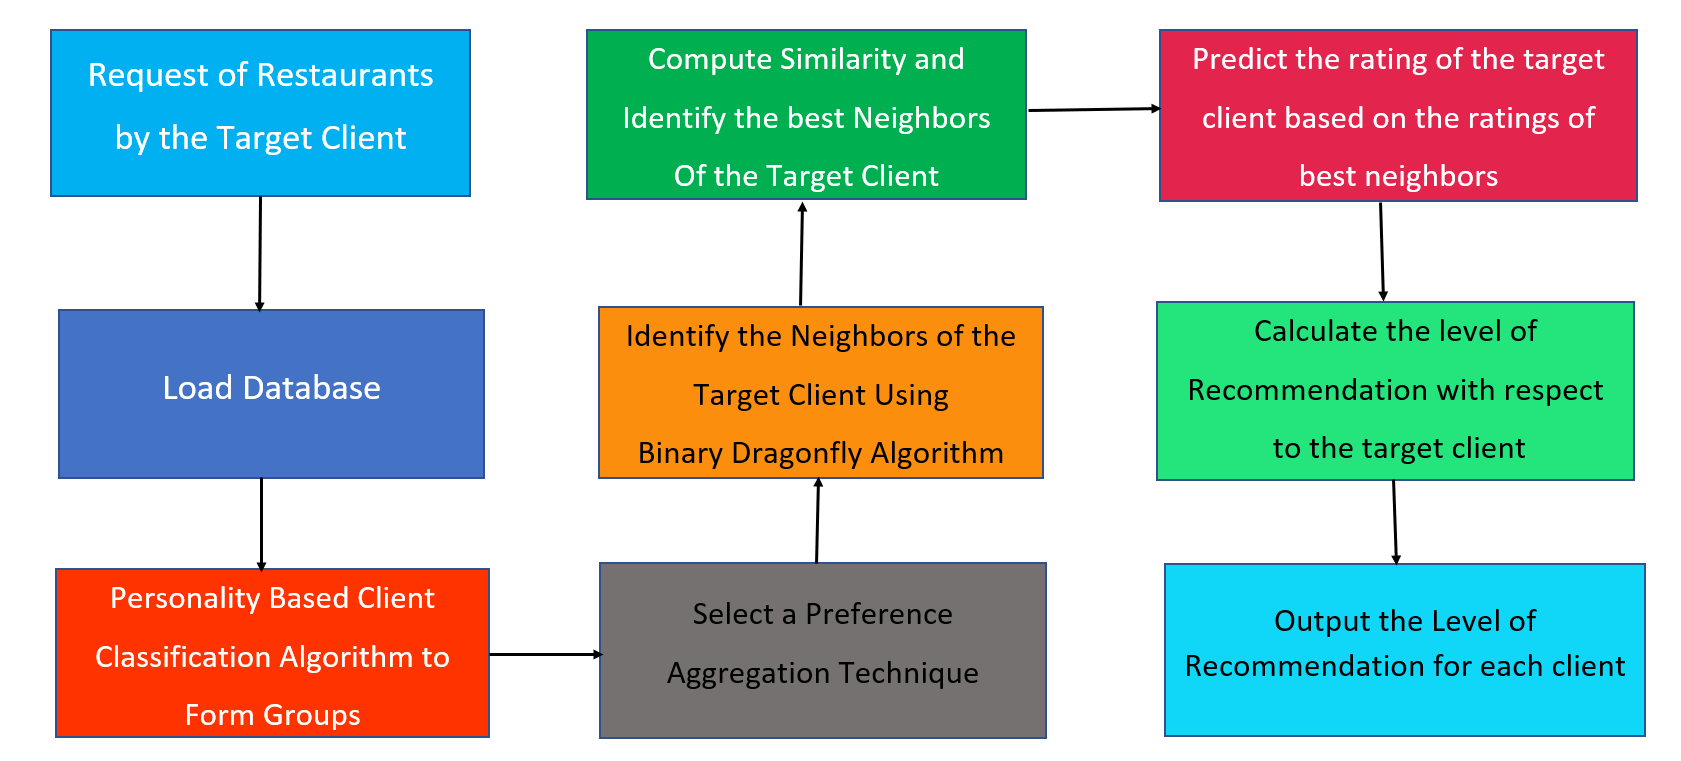 Request of Restaurants
by the Target Client
Load Database
Personality Based Client
Classification Algorithm to
Form Groups
Select a Preference
Aggregation Technique
Identify the Neighbors of the
Target Client Using
Binary Dragonfly Algorithm
Compute Similarity and
Identify the best Neighbors
Of the Target Client
Predict the rating of the target
client based on the ratings of
best neighbors
Calculate the level of
Recommendation with respect
to the target client
Output the Level of
Recommendation for each client